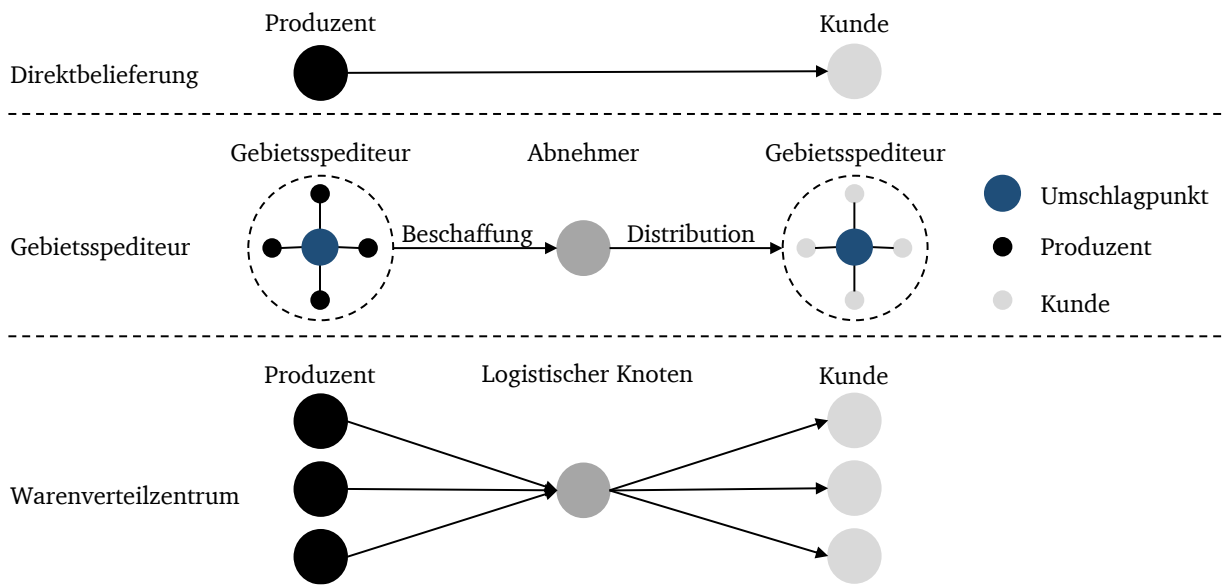 Produzent
Kunde
Direktbelieferung
Gebietsspediteur
Abnehmer
Gebietsspediteur
Umschlagpunkt
Gebietsspediteur
Beschaffung
Distribution
Produzent
Kunde
Produzent
Logistischer Knoten
Kunde
Warenverteilzentrum